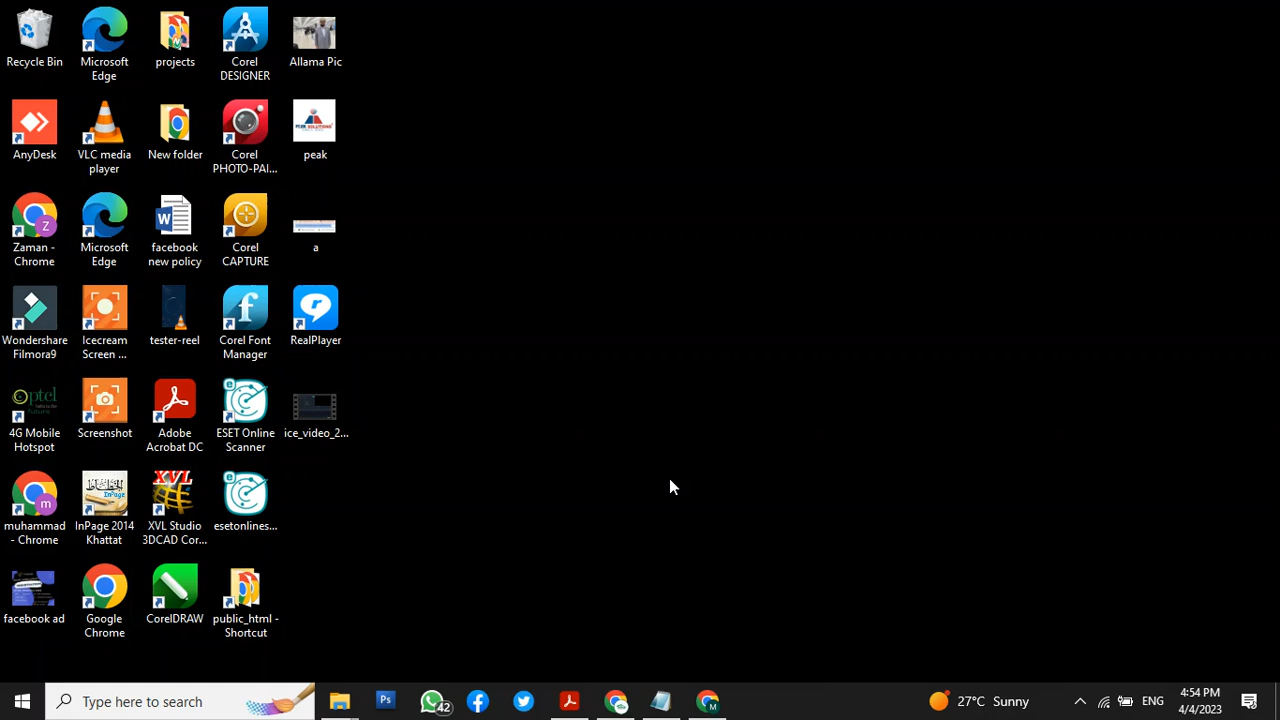 Recycle Bin
Microsoft
Edge
projects
Corel
DESIGNER
Allama Pic
AnyDesk
VLC media
player
New folder
Corel
PHOTO-PAI...
peak
Zaman -
Chrome
Microsoft
Edge
facebook
new policy
Corel
CAPTURE
a
Wondershare
Filmora9
Icecream
Screen ...
tester-reel
Corel Font
Manager
RealPlayer
4G Mobile
Hotspot
Screenshot
Adobe
Acrobat DC
ESET Online
Scanner
ice_video_2...
muhammad
- Chrome
InPage 2014
Khattat
XVL Studio
3DCAD Cor...
esetonlines...
facebook ad
Google
Chrome
CorelDRAW
public_html -
Shortcut
Type here to search
Ps
42
27°C Sunny
ENG
4:54 PM
4/4/2023